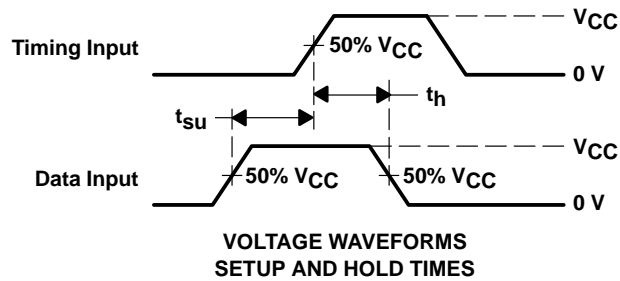 VCC
Timing Input
50% VCC
0 V
th
tsu
VCC
Data Input
50% VCC
50% VCC
0 V
VOLTAGE WAVEFORMS
SETUP AND HOLD TIMES